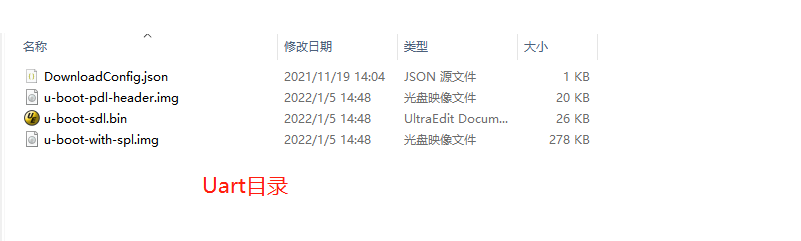 名称 修改日期 类型 大小
DownloadConfig.json 2021/11/19 14:04 JSON 源文件 1 KB
u-boot-pdl-header.img 2022/1/5 14:48 光盘映像文件 20 KB
u-boot-sdl.bin 2022/1/5 14:48 UltraEdit Docum... 26 KB
u-boot-with-spl.img 2022/1/5 14:48 光盘映像文件 278 KB
Uart目录